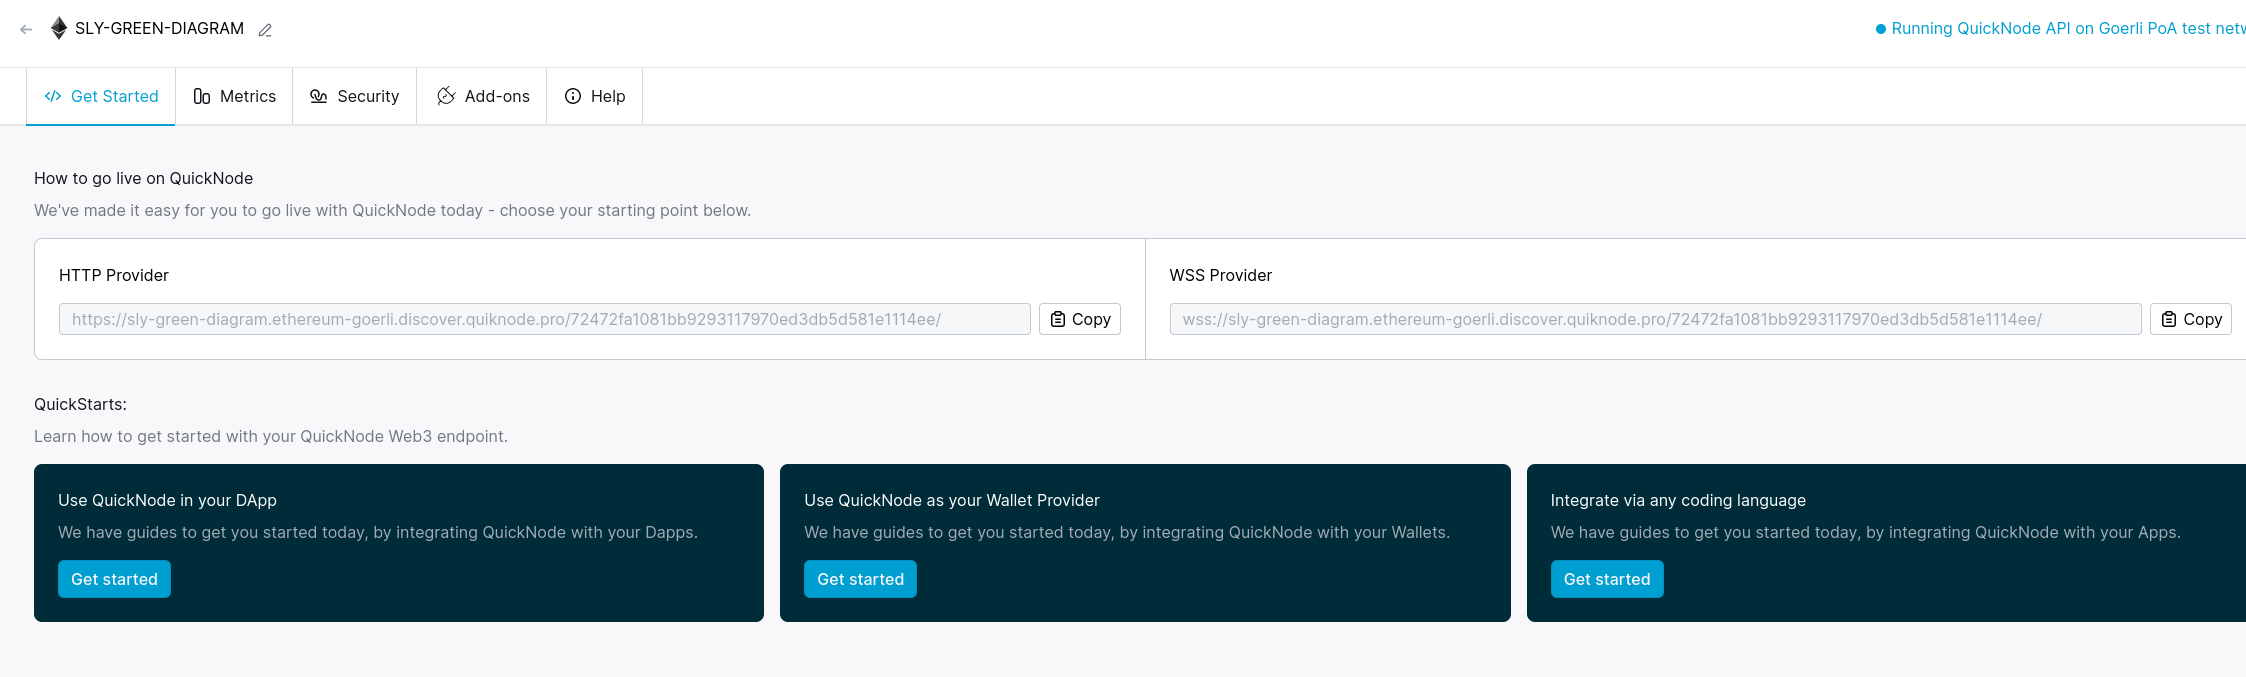 SLY-GREEN-DIAGRAM
Running QuickNode API on Goerli PoA test netw
Get Started
Metrics
Security
Add-ons
Help
How to go live on QuickNode
We've made it easy for you to go live with QuickNode today - choose your starting point below.
HTTP Provider
https://sly-green-diagram.ethereum-goerli.discover.quiknode.pro/72472fa1081bb9293117970ed3db5d581e1114ee/
Copy
WSS Provider
wss://sly-green-diagram.ethereum-goerli.discover.quiknode.pro/72472fa1081bb9293117970ed3db5d581e1114ee/
Copy
QuickStarts:
Learn how to get started with your QuickNode Web3 endpoint.
Use QuickNode in your DApp
We have guides to get you started today, by integrating QuickNode with your Dapps.
Get started
Use QuickNode as your Wallet Provider
We have guides to get you started today, by integrating QuickNode with your Wallets.
Get started
Integrate via any coding language
We have guides to get you started today, by integrating QuickNode with your Apps.
Get started